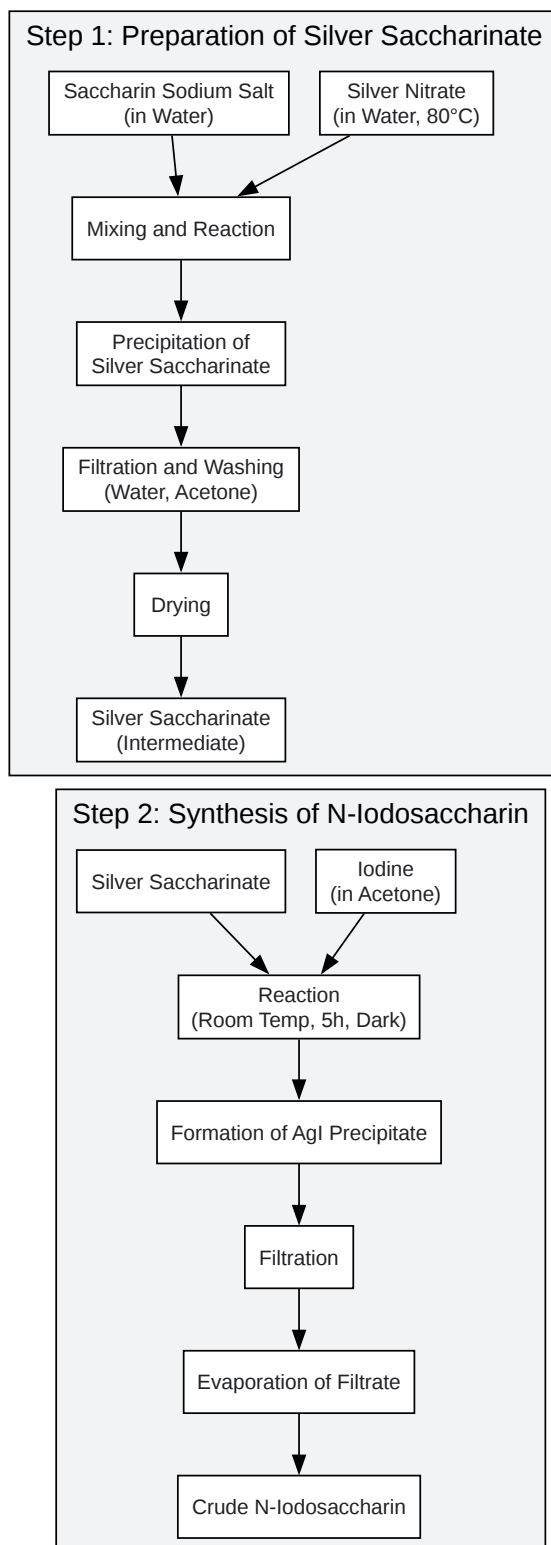 Step 1: Preparation of Silver Saccharinate
Saccharin Sodium Salt
(in Water)
Silver Nitrate
(in Water, 80°C)
Mixing and Reaction
Precipitation of
Silver Saccharinate
Filtration and Washing
(Water, Acetone)
Drying
Silver Saccharinate
(Intermediate)
Step 2: Synthesis of N-Iodosaccharin
Silver Saccharinate
Iodine
(in Acetone)
Reaction
(Room Temp, 5h, Dark)
Formation of AgI Precipitate
Filtration
Evaporation of Filtrate
Crude N-Iodosaccharin